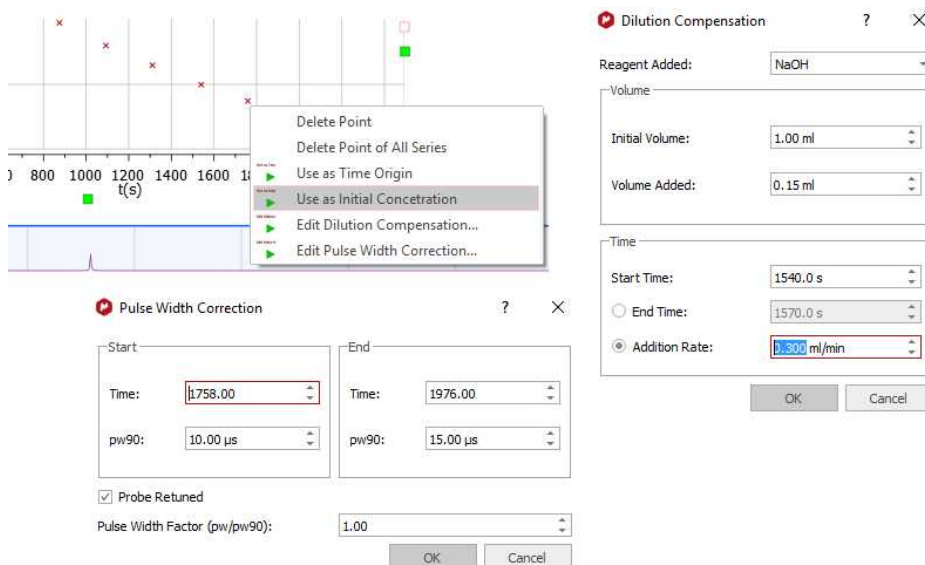 Dilution Compensation ?
Reagent Added: NaOH
Volume
Initial Volume: 1.00 ml
Volume Added: 0.15 ml
Time
Start Time: 1540.0 s
End Time: 1570.0 s
Addition Rate: 0.300 ml/min
OK Cancel
Delete Point
Delete Point of All Series
Use as Time Origin
Use as Initial Concetration
Edit Dilution Compensation...
Edit Pulse Width Correction...
0 800 1000 1200 1400 1600
t(s)
Pulse Width Correction ?
Start End
Time: 1758.00 Time: 1976.00
pw90: 10.00 µs pw90: 15.00 µs
Probe Retuned
Pulse Width Factor (pw/pw90): 1.00
OK Cancel